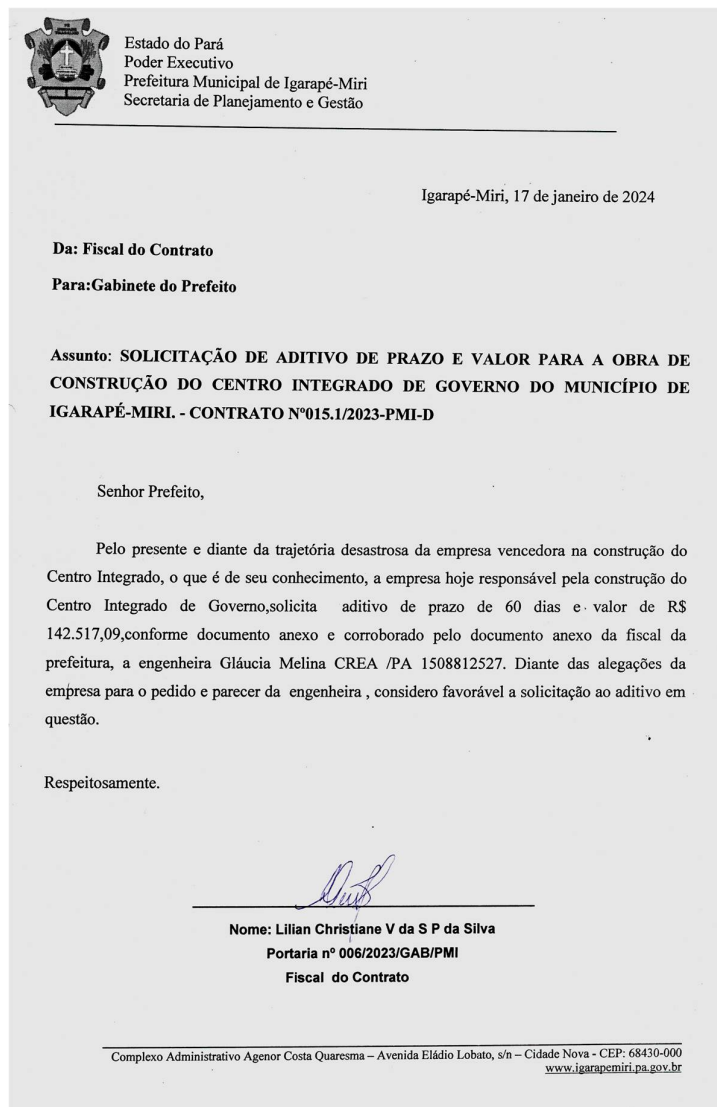 Estado do Pará
Poder Executivo
Prefeitura Municipal de Igarapé-Miri
Secretaria de Planejamento e Gestão
Igarapé-Miri, 17 de janeiro de 2024
Da: Fiscal do Contrato
Para:Gabinete do Prefeito
Assunto: SOLICITAÇÃO DE ADITIVO DE PRAZO E VALOR PARA A OBRA DE
CONSTRUÇÃO DO CENTRO INTEGRADO DE GOVERNO DO MUNICÍPIO DE
IGARAPÉ-MIRI. - CONTRATO Nº015.1/2023-PMI-D
Senhor Prefeito,
Pelo presente e diante da trajetória desastrosa da empresa vencedora na construção do
Centro Integrado, o que é de seu conhecimento, a empresa hoje responsável pela construção do
Centro Integrado de Governo,solicita aditivo de prazo de 60 dias e valor de R$
142.517,09,conforme documento anexo e corroborado pelo documento anexo da fiscal da
prefeitura, a engenheira Gláucia Melina CREA /PA 1508812527. Diante das alegações da
empresa para o pedido e parecer da engenheira , considero favorável a solicitação ao aditivo em
questão.
Respeitosamente.
Nome: Lilian Christiane V da S P da Silva
Portaria nº 006/2023/GAB/PMI
Fiscal do Contrato
Complexo Administrativo Agenor Costa Quaresma – Avenida Eládio Lobato, s/n – Cidade Nova - CEP: 68430-000
www.igarapemiri.pa.gov.br